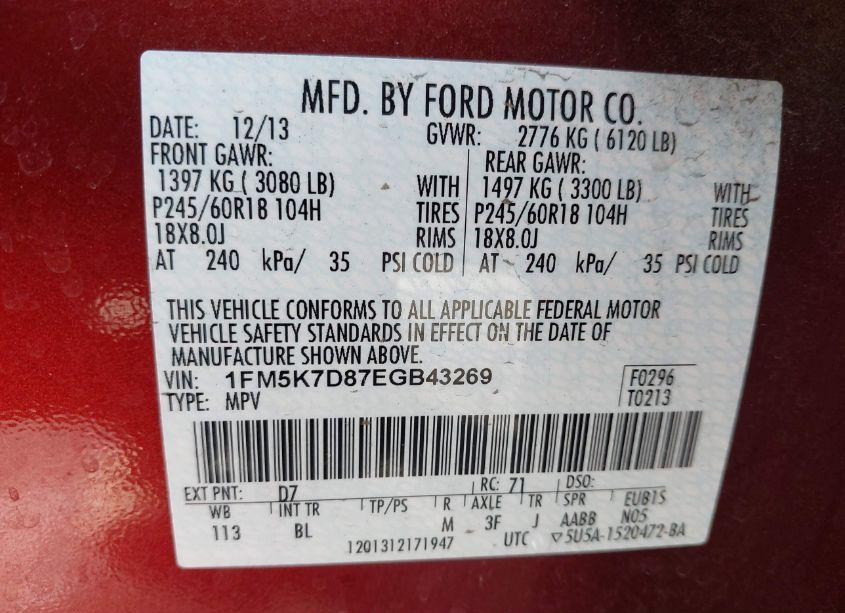 MFD. BY FORD MOTOR CO.
DATE: 12/13 GVWR: 2776 KG ( 6120 LB)
FRONT GAWR: REAR GAWR:
1397 KG ( 3080 LB) WITH 1497 KG ( 3300 LB) WITH
P245/60R18 104H TIRES P245/60R18 104H TIRES
18X8.0J RIMS 18X8.0J RIMS
AT 240 kPa/ 35 PSI COLD AT 240 kPa/ 35 PSI COLD
THIS VEHICLE CONFORMS TO ALL APPLICABLE FEDERAL MOTOR
VEHICLE SAFETY STANDARDS IN EFFECT ON THE DATE OF
MANUFACTURE SHOWN ABOVE.
VIN: 1FM5K7D87EGB43269 F0296
TYPE: MPV T0213
EXT PNT: D7 RC: 71 DSO:
WB INT TR TP/PS R AXLE TR SPR EUB1S
113 BL M 3F J AABB N05
1201312171947 UTC ▽5U5A-1520472-BA